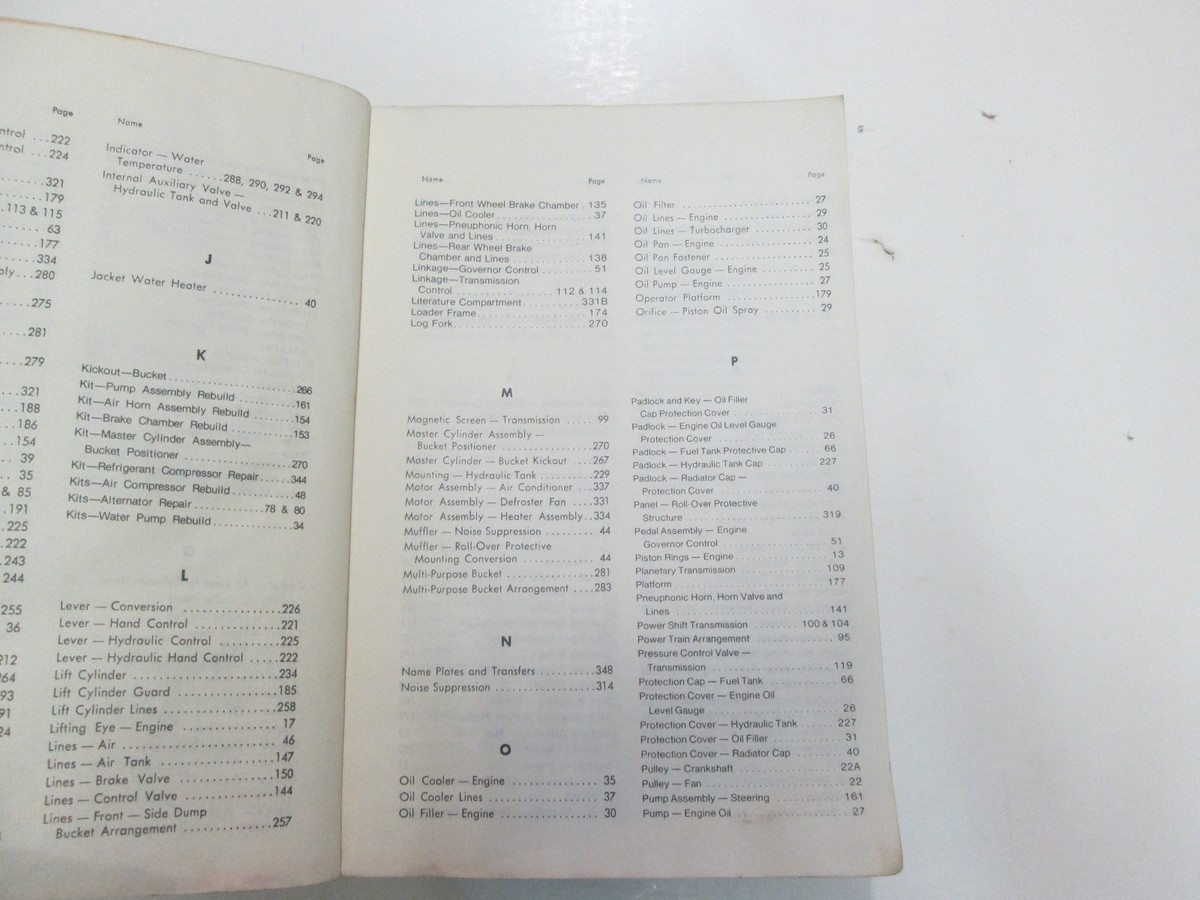 Page
ntrol ...222
ntrol ...224
.......321
........179
..113 & 115
...... 63
......177
......334
ply...280
....275
....281
....279
....321
...188
...186
...154
... 39
.. 35
& 85
..191
..225
.222
.243
244
255
36
212
264
93
91
24
Name
Page
Indicator — Water
Temperature ......288, 290, 292 & 294
Internal Auxiliary Valve —
Hydraulic Tank and Valve ...211 & 220
J
Jacket Water Heater ............... 40
K
Kickout—Bucket.....................266
Kit—Pump Assembly Rebuild ..........161
Kit—Air Horn Assembly Rebuild .......154
Kit—Brake Chamber Rebuild ..........153
Kit—Master Cylinder Assembly—
Bucket Positioner ..................270
Kit—Refrigerant Compressor Repair......344
Kits—Air Compressor Rebuild........... 48
Kits—Alternator Repair ............78 & 80
Kits—Water Pump Rebuild.............. 34
L
Lever — Conversion .................226
Lever — Hand Control ...............221
Lever — Hydraulic Control ..........225
Lever — Hydraulic Hand Control .....222
Lift Cylinder ......................234
Lift Cylinder Guard ................185
Lift Cylinder Lines ................258
Lifting Eye — Engine ............... 17
Lines — Air ........................ 46
Lines — Air Tank ...................147
Lines — Brake Valve ................150
Lines — Control Valve ..............144
Lines — Front — Side Dump
Bucket Arrangement .................257
Name
Page
Lines—Front Wheel Brake Chamber . 135
Lines—Oil Cooler................. 37
Lines—Pneuphonic Horn, Horn
Valve and Lines .................. 141
Lines—Rear Wheel Brake
Chamber and Lines ................ 138
Linkage—Governor Control .......... 51
Linkage—Transmission
Control ................... 112 & 114
Literature Compartment........... 331B
Loader Frame..................... 174
Log Fork......................... 270
M
Magnetic Screen — Transmission ..... 99
Master Cylinder Assembly —
Bucket Positioner ..................270
Master Cylinder — Bucket Kickout ....267
Mounting — Hydraulic Tank ..........229
Motor Assembly — Air Conditioner ...337
Motor Assembly — Defroster Fan ....331
Motor Assembly — Heater Assembly..334
Muffler — Noise Suppression ......... 44
Muffler — Roll-Over Protective
Mounting Conversion ............... 44
Multi-Purpose Bucket ................281
Multi-Purpose Bucket Arrangement ....283
N
Name Plates and Transfers ..........348
Noise Suppression ..................314
O
Oil Cooler — Engine ................ 35
Oil Cooler Lines ................... 37
Oil Filler — Engine ................ 30
Name
Page
Oil Filter ......................... 27
Oil Lines — Engine ................. 29
Oil Lines — Turbocharger ........... 30
Oil Pan — Engine ................... 24
Oil Pan Fastener ................... 25
Oil Level Gauge — Engine ........... 25
Oil Pump — Engine .................. 27
Operator Platform ..................179
Orifice — Piston Oil Spray ......... 29
P
Padlock and Key — Oil Filler
Cap Protection Cover ............... 31
Padlock — Engine Oil Level Gauge
Protection Cover ................... 26
Padlock — Fuel Tank Protective Cap ...... 66
Padlock — Hydraulic Tank Cap ........... 227
Padlock — Radiator Cap —
Protection Cover ................... 40
Panel — Roll-Over Protective
Structure ......................... 319
Pedal Assembly — Engine
Governor Control ................... 51
Piston Rings — Engine .............. 13
Planetary Transmission ............ 109
Platform .......................... 177
Pneuphonic Horn, Horn Valve and
Lines ............................. 141
Power Shift Transmission ...... 100 & 104
Power Train Arrangement ............ 95
Pressure Control Valve —
Transmission ...................... 119
Protection Cap — Fuel Tank ......... 66
Protection Cover — Engine Oil
Level Gauge ........................ 26
Protection Cover — Hydraulic Tank ...... 227
Protection Cover — Oil Filler ...... 31
Protection Cover — Radiator Cap .... 40
Pulley — Crankshaft ............... 22A
Pulley — Fan ....................... 22
Pump Assembly — Steering .......... 161
Pump — Engine Oil .................. 27